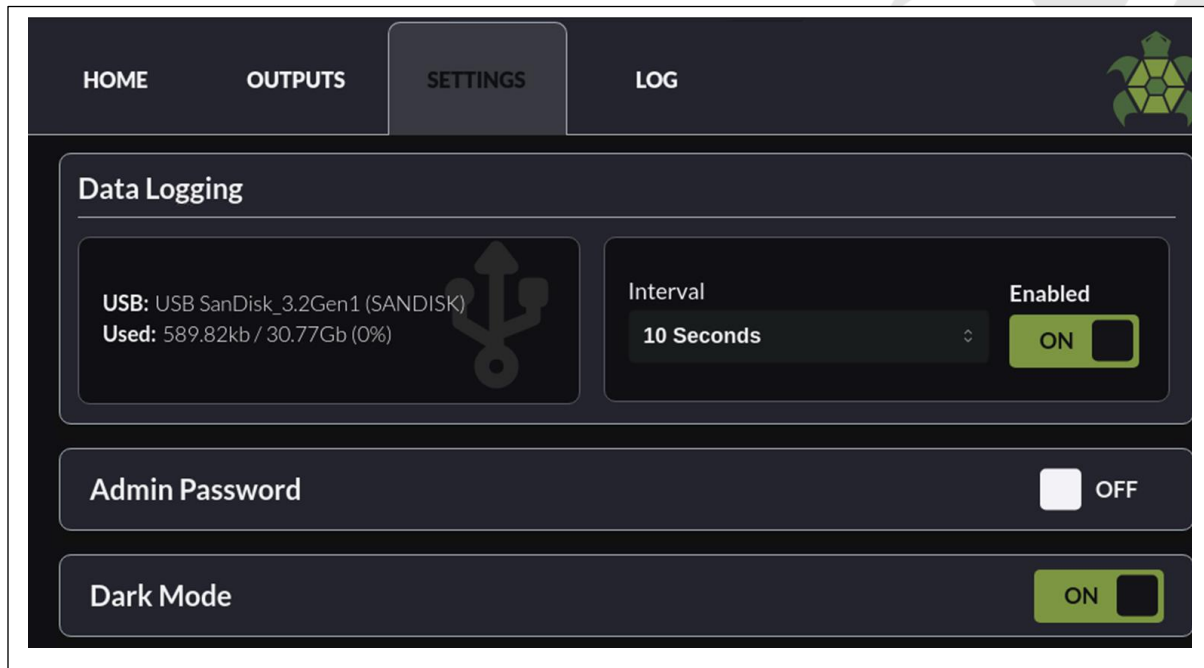 HOME OUTPUTS SETTINGS LOG
Data Logging
USB: USB SanDisk_3.2Gen1 (SANDISK)
Used: 589.82kb / 30.77Gb (0%)
Interval
10 Seconds
Enabled
ON
Admin Password OFF
Dark Mode ON